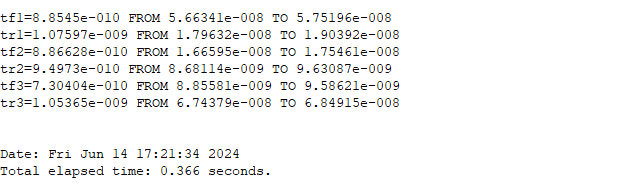 tf1=8.8545e-010 FROM 5.66341e-008 TO 5.75196e-008
tr1=1.07597e-009 FROM 1.79632e-008 TO 1.90392e-008
tf2=8.86628e-010 FROM 1.66595e-008 TO 1.75461e-008
tr2=9.4973e-010 FROM 8.68114e-009 TO 9.63087e-009
tf3=7.30404e-010 FROM 8.85581e-009 TO 9.58621e-009
tr3=1.05365e-009 FROM 6.74379e-008 TO 6.84915e-008
Date: Fri Jun 14 17:21:34 2024
Total elapsed time: 0.366 seconds.